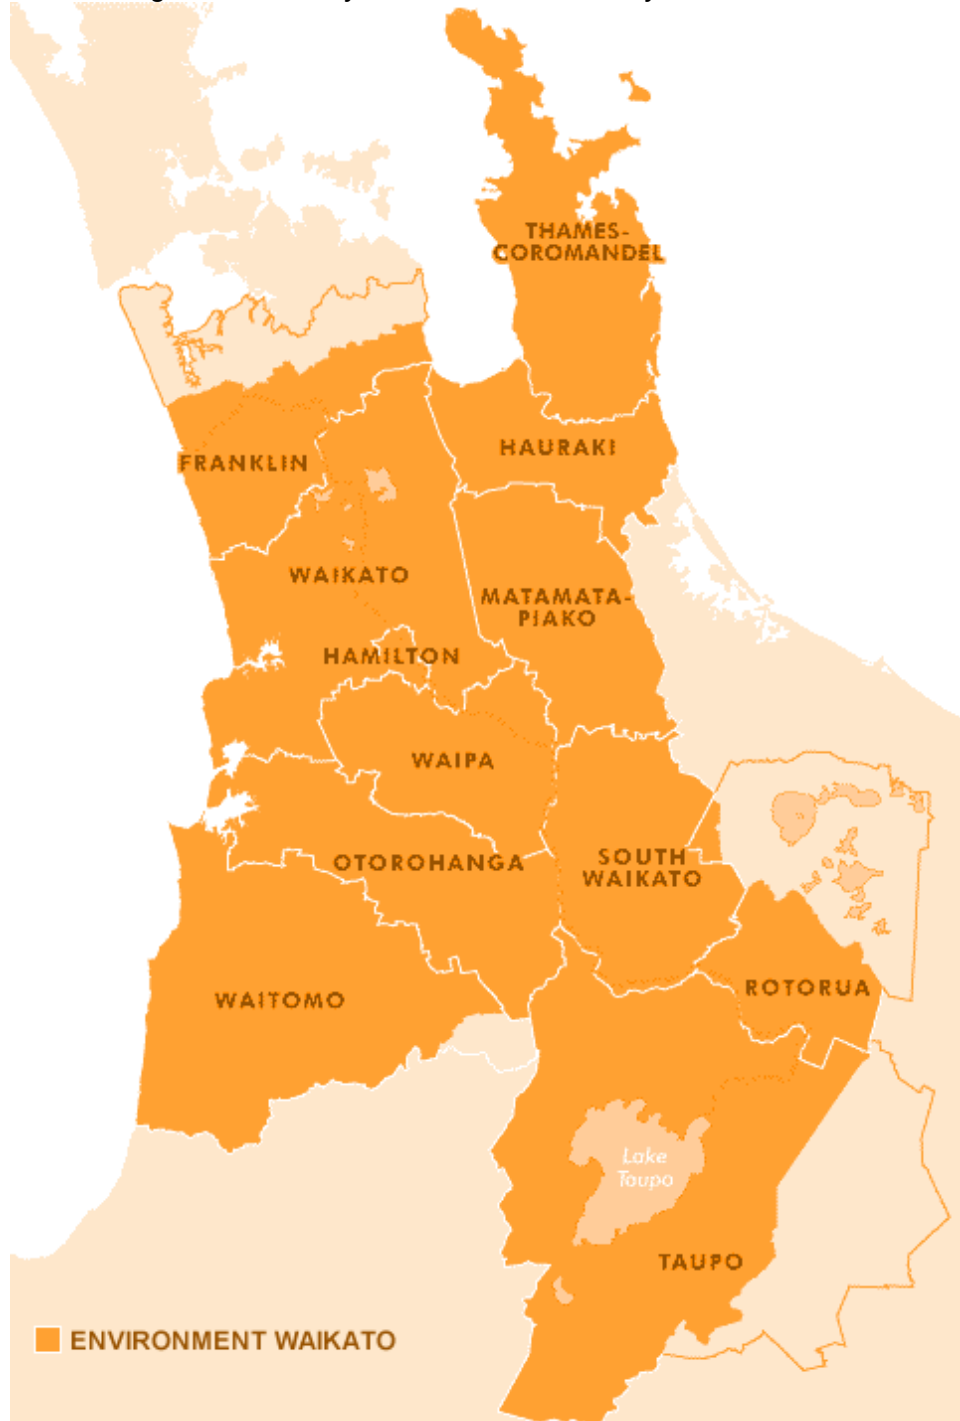 THAMES-
COROMANDEL
HAURAKI
FRANKLIN
WAIKATO
MATAMATA-
PIAKO
HAMILTON
WAIPA
OTOROHANGA
SOUTH
WAIKATO
WAITOMO
ROTORUA
Lake
Taupo
TAUPO
ENVIRONMENT WAIKATO